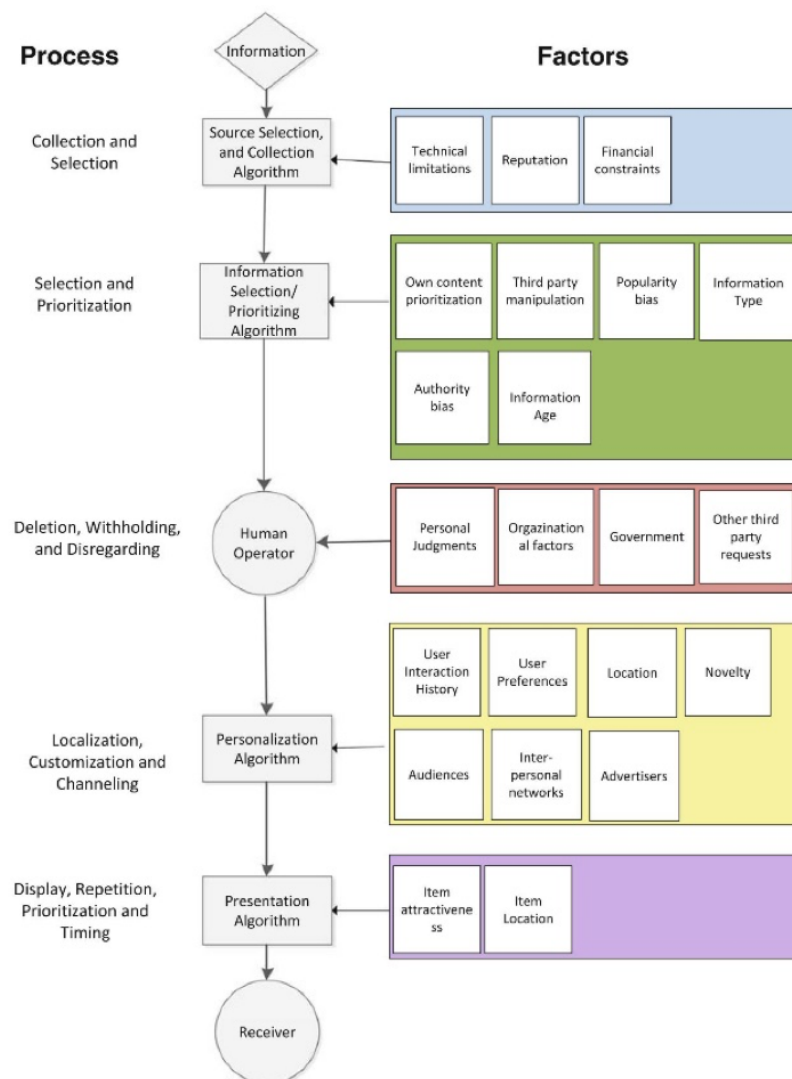 Process
Information
Factors
Collection and
Selection
Source Selection,
and Collection
Algorithm
Technical
limitations
Reputation
Financial
constraints
Selection and
Prioritization
Information
Selection/
Prioritizing
Algorithm
Own content
prioritization
Third party
manipulation
Popularity
bias
Information
Type
Authority
bias
Information
Age
Deletion, Withholding,
and Disregarding
Human
Operator
Personal
Judgments
Orgazination
al factors
Government
Other third
party
requests
Localization,
Customization and
Channeling
Personalization
Algorithm
User
Interaction
History
User
Preferences
Location
Novelty
Audiences
Inter-
personal
networks
Advertisers
Display, Repetition,
Prioritization and
Timing
Presentation
Algorithm
Item
attractivene
ss
Item
Location
Receiver